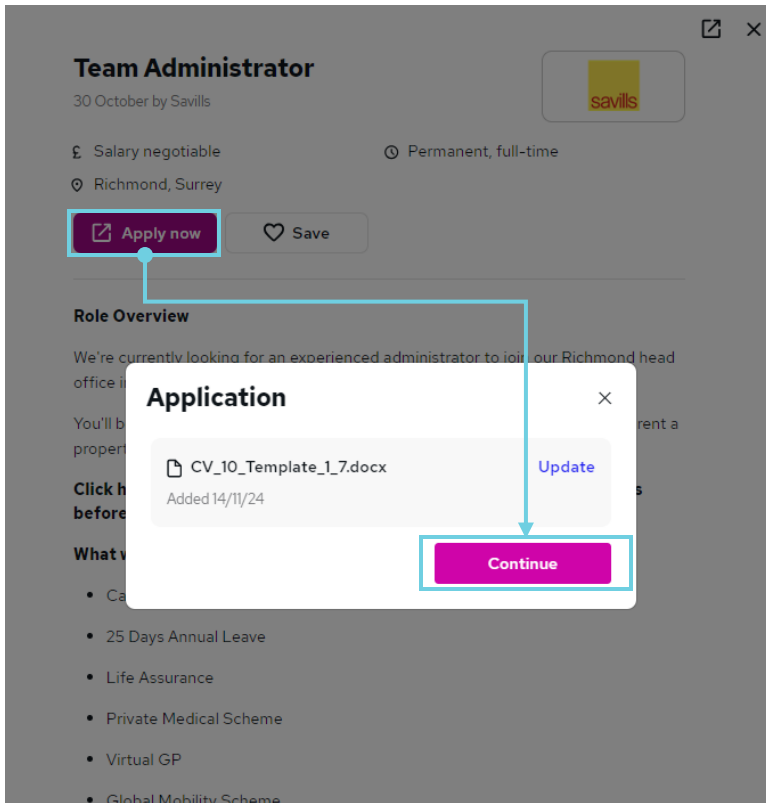 Team Administrator
30 October by Savills
savills
£ Salary negotiable
Permanent, full-time
Richmond, Surrey
Apply now
Save
Role Overview
We're currently looking for an experienced administrator to join our Richmond head
office
You'll
rent a
Click
before
What
Application
CV_10_Template_1_7.docx
Update
Added 14/11/24
Continue
25 Days Annual Leave
Life Assurance
Private Medical Scheme
Virtual GP
Global Mobility Scheme